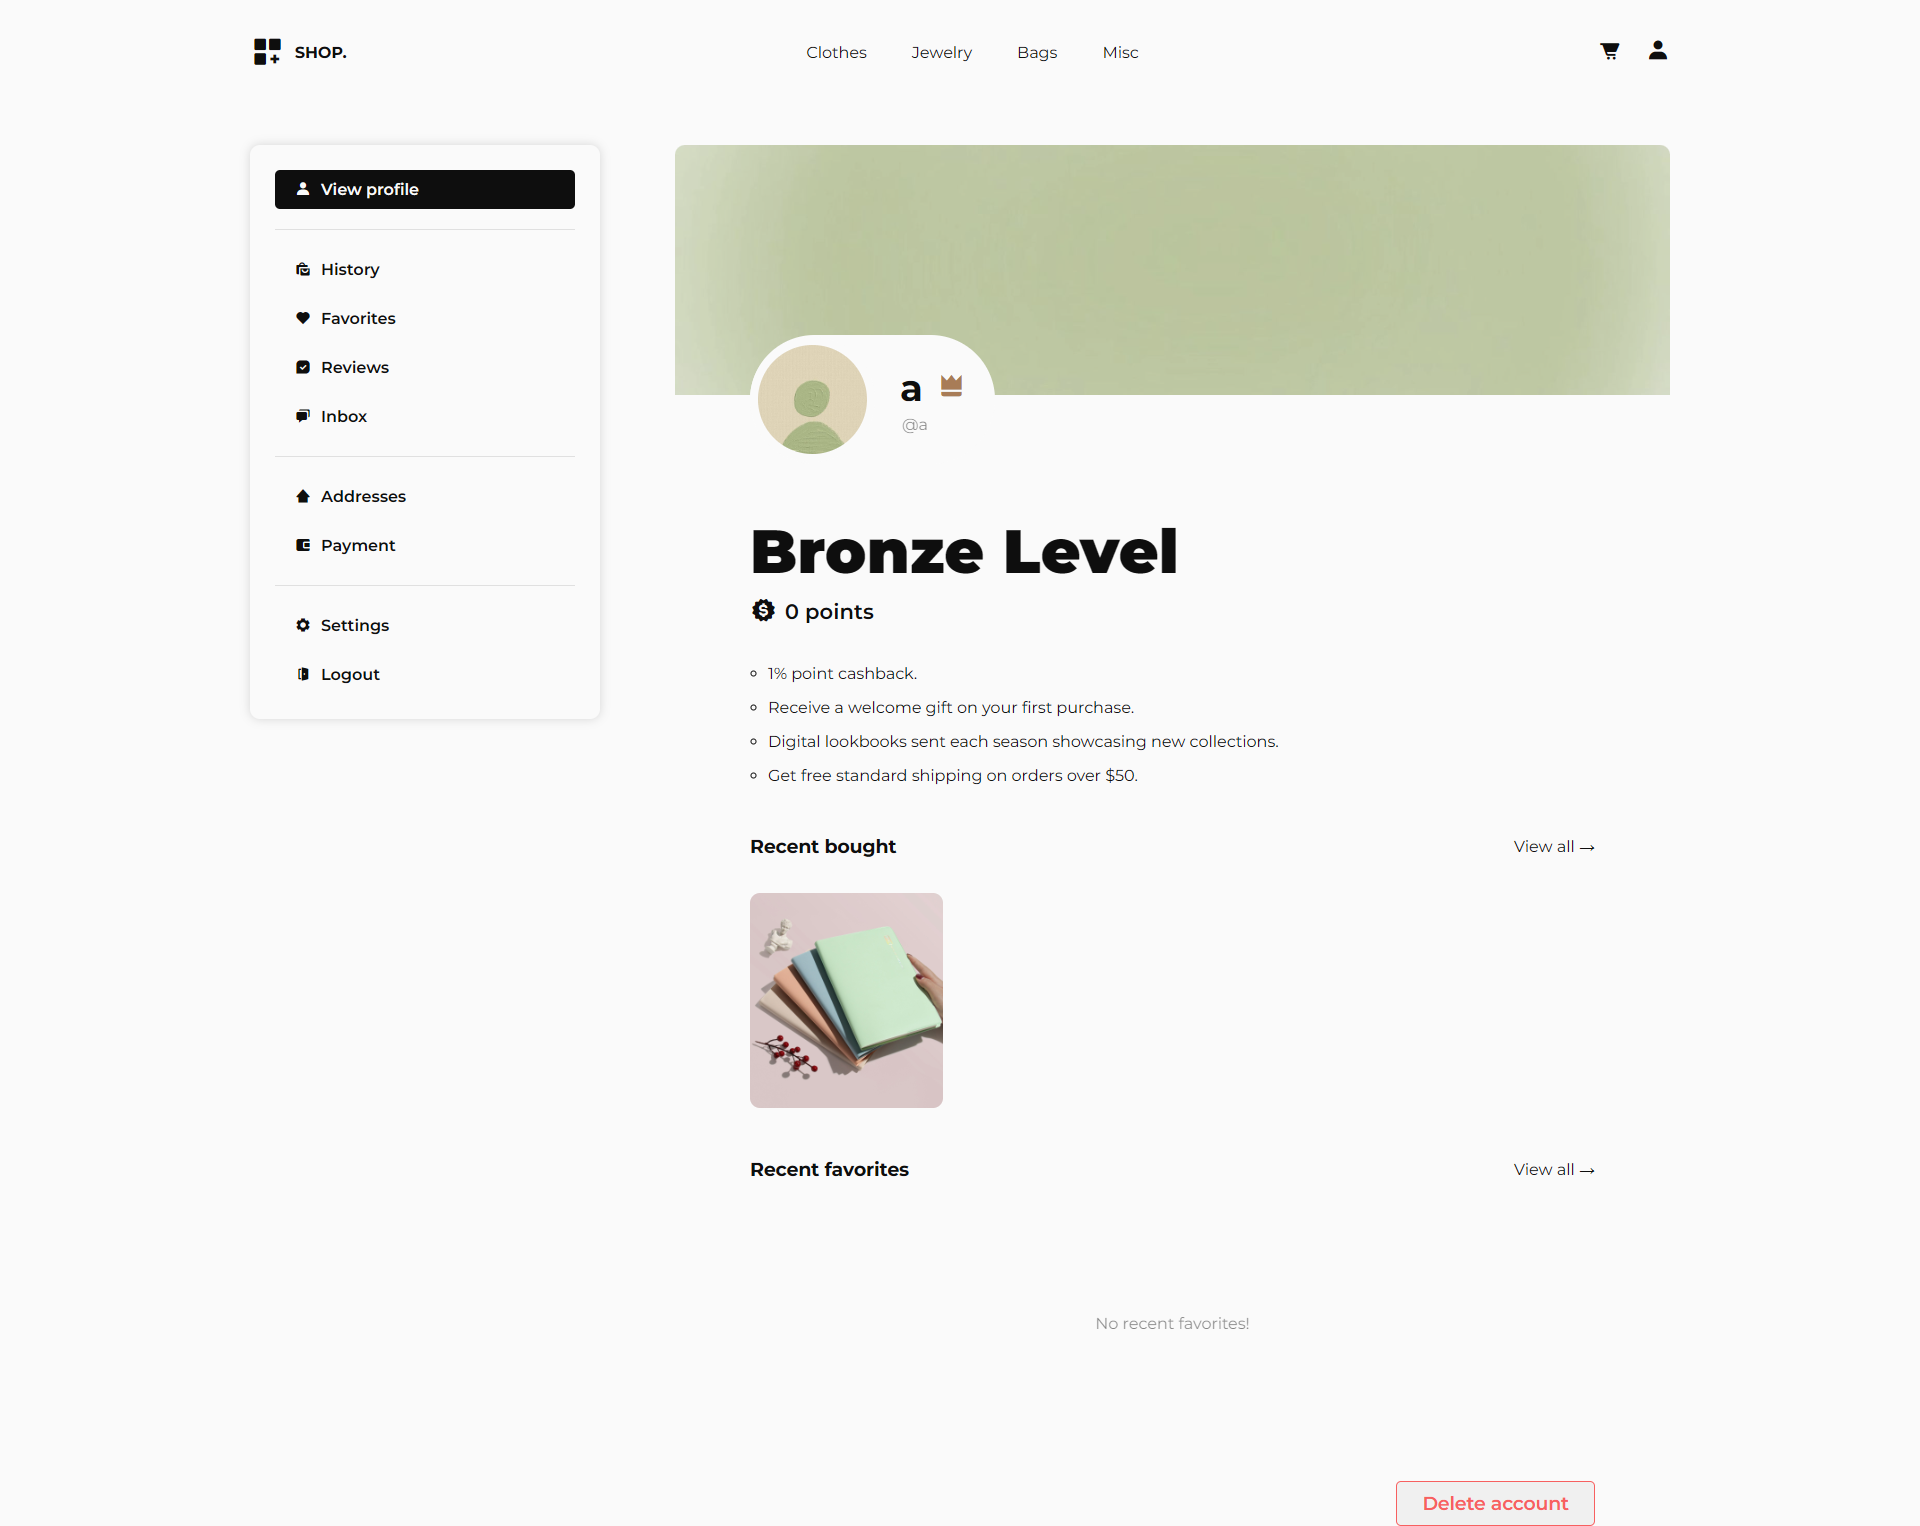 SHOP.
Clothes
Jewelry
Bags
Misc
View profile
History
Favorites
Reviews
Inbox
Addresses
Payment
Settings
Logout
a
@a
Bronze Level
0 points
1% point cashback.
Receive a welcome gift on your first purchase.
Digital lookbooks sent each season showcasing new collections.
Get free standard shipping on orders over $50.
Recent bought
View all →
Recent favorites
View all →
No recent favorites!
Delete account